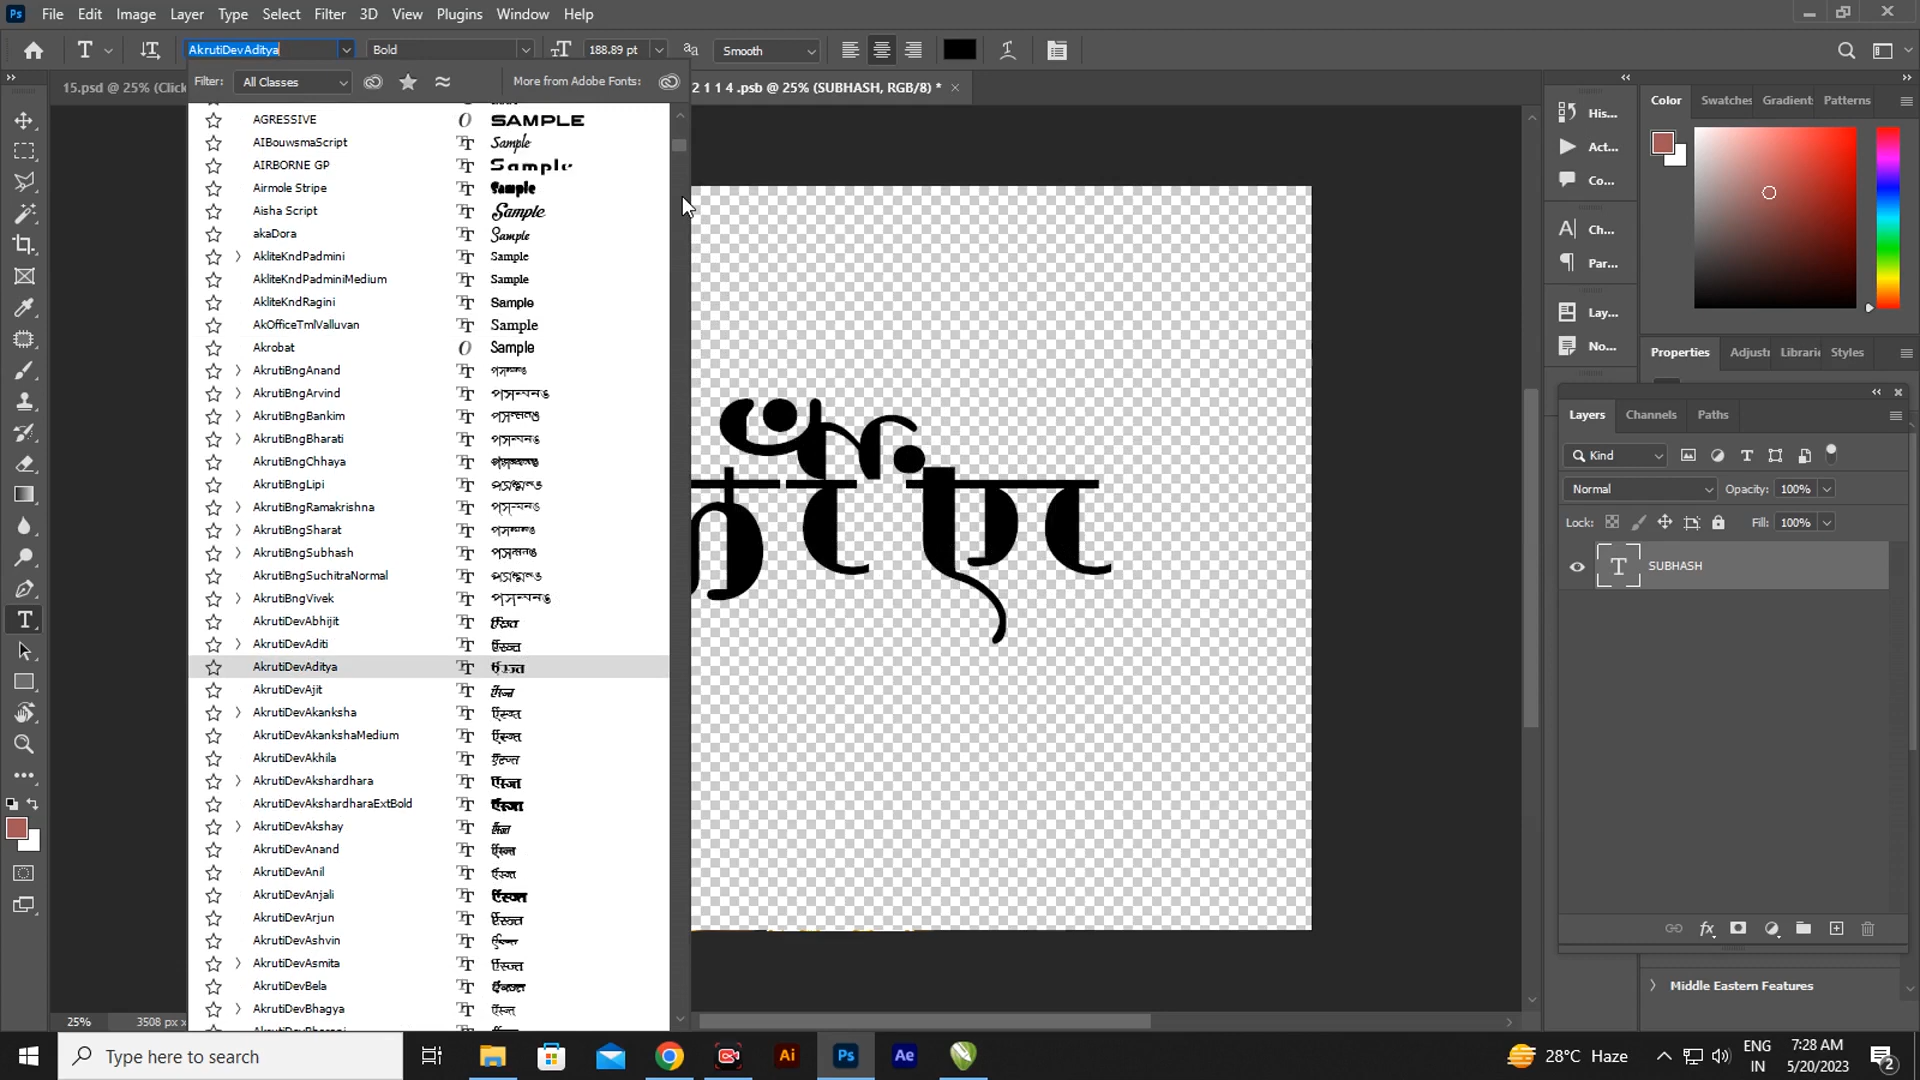 Ps File Edit Image Layer Type Select Filter 3D View Plugins Window Help
T AkrutiDevAditya Bold 188.89 pt Smooth
15.psd @ 25% (Click 2 1 1 4 .psb @ 25% (SUBHASH, RGB/8) *
Filter: All Classes More from Adobe Fonts:
AGRESSIVE SAMPLE
AIBouwsmaScript Sample
AIRBORNE GP Sample
Airmole Stripe Sample
Aisha Script Sample
akaDora Sample
AkliteKndPadmini Sample
AkliteKndPadminiMedium Sample
AkliteKndRagini Sample
AkOfficeTmlValluvan Sample
Akrobat Sample
AkrutiBngAnand
AkrutiBngArvind
AkrutiBngBankim
AkrutiBngBharati
AkrutiBngChhaya
AkrutiBngLipi
AkrutiBngRamakrishna
AkrutiBngSharat
AkrutiBngSubhash
AkrutiBngSuchitraNormal
AkrutiBngVivek
AkrutiDevAbhijit
AkrutiDevAditi
AkrutiDevAditya
AkrutiDevAjit
AkrutiDevAkanksha
AkrutiDevAkankshaMedium
AkrutiDevAkhila
AkrutiDevAkshardhara
AkrutiDevAkshardharaExtBold
AkrutiDevAkshay
AkrutiDevAnand
AkrutiDevAnil
AkrutiDevAnjali
AkrutiDevArjun
AkrutiDevAshvin
AkrutiDevAsmita
AkrutiDevBela
AkrutiDevBhagya
His...
Act...
Co...
Ch...
Par...
Lay...
No...
Color Swatches Gradient Patterns
Properties Adjust Librari Styles
Layers Channels Paths
Kind
Normal Opacity: 100%
Lock: Fill: 100%
T SUBHASH
Middle Eastern Features
25% 3508 px
Type here to search
Ai Ps Ae
28°C Haze
ENG
IN
7:28 AM
5/20/2023
2